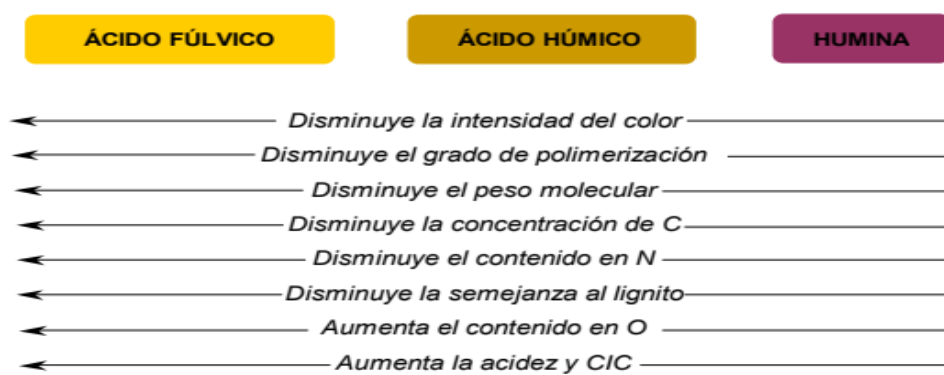 ÁCIDO FÚLVICO ÁCIDO HÚMICO HUMINA
Disminuye la intensidad del color
Disminuye el grado de polimerización
Disminuye el peso molecular
Disminuye la concentración de C
Disminuye el contenido en N
Disminuye la semejanza al lignito
Aumenta el contenido en O
Aumenta la acidez y CIC